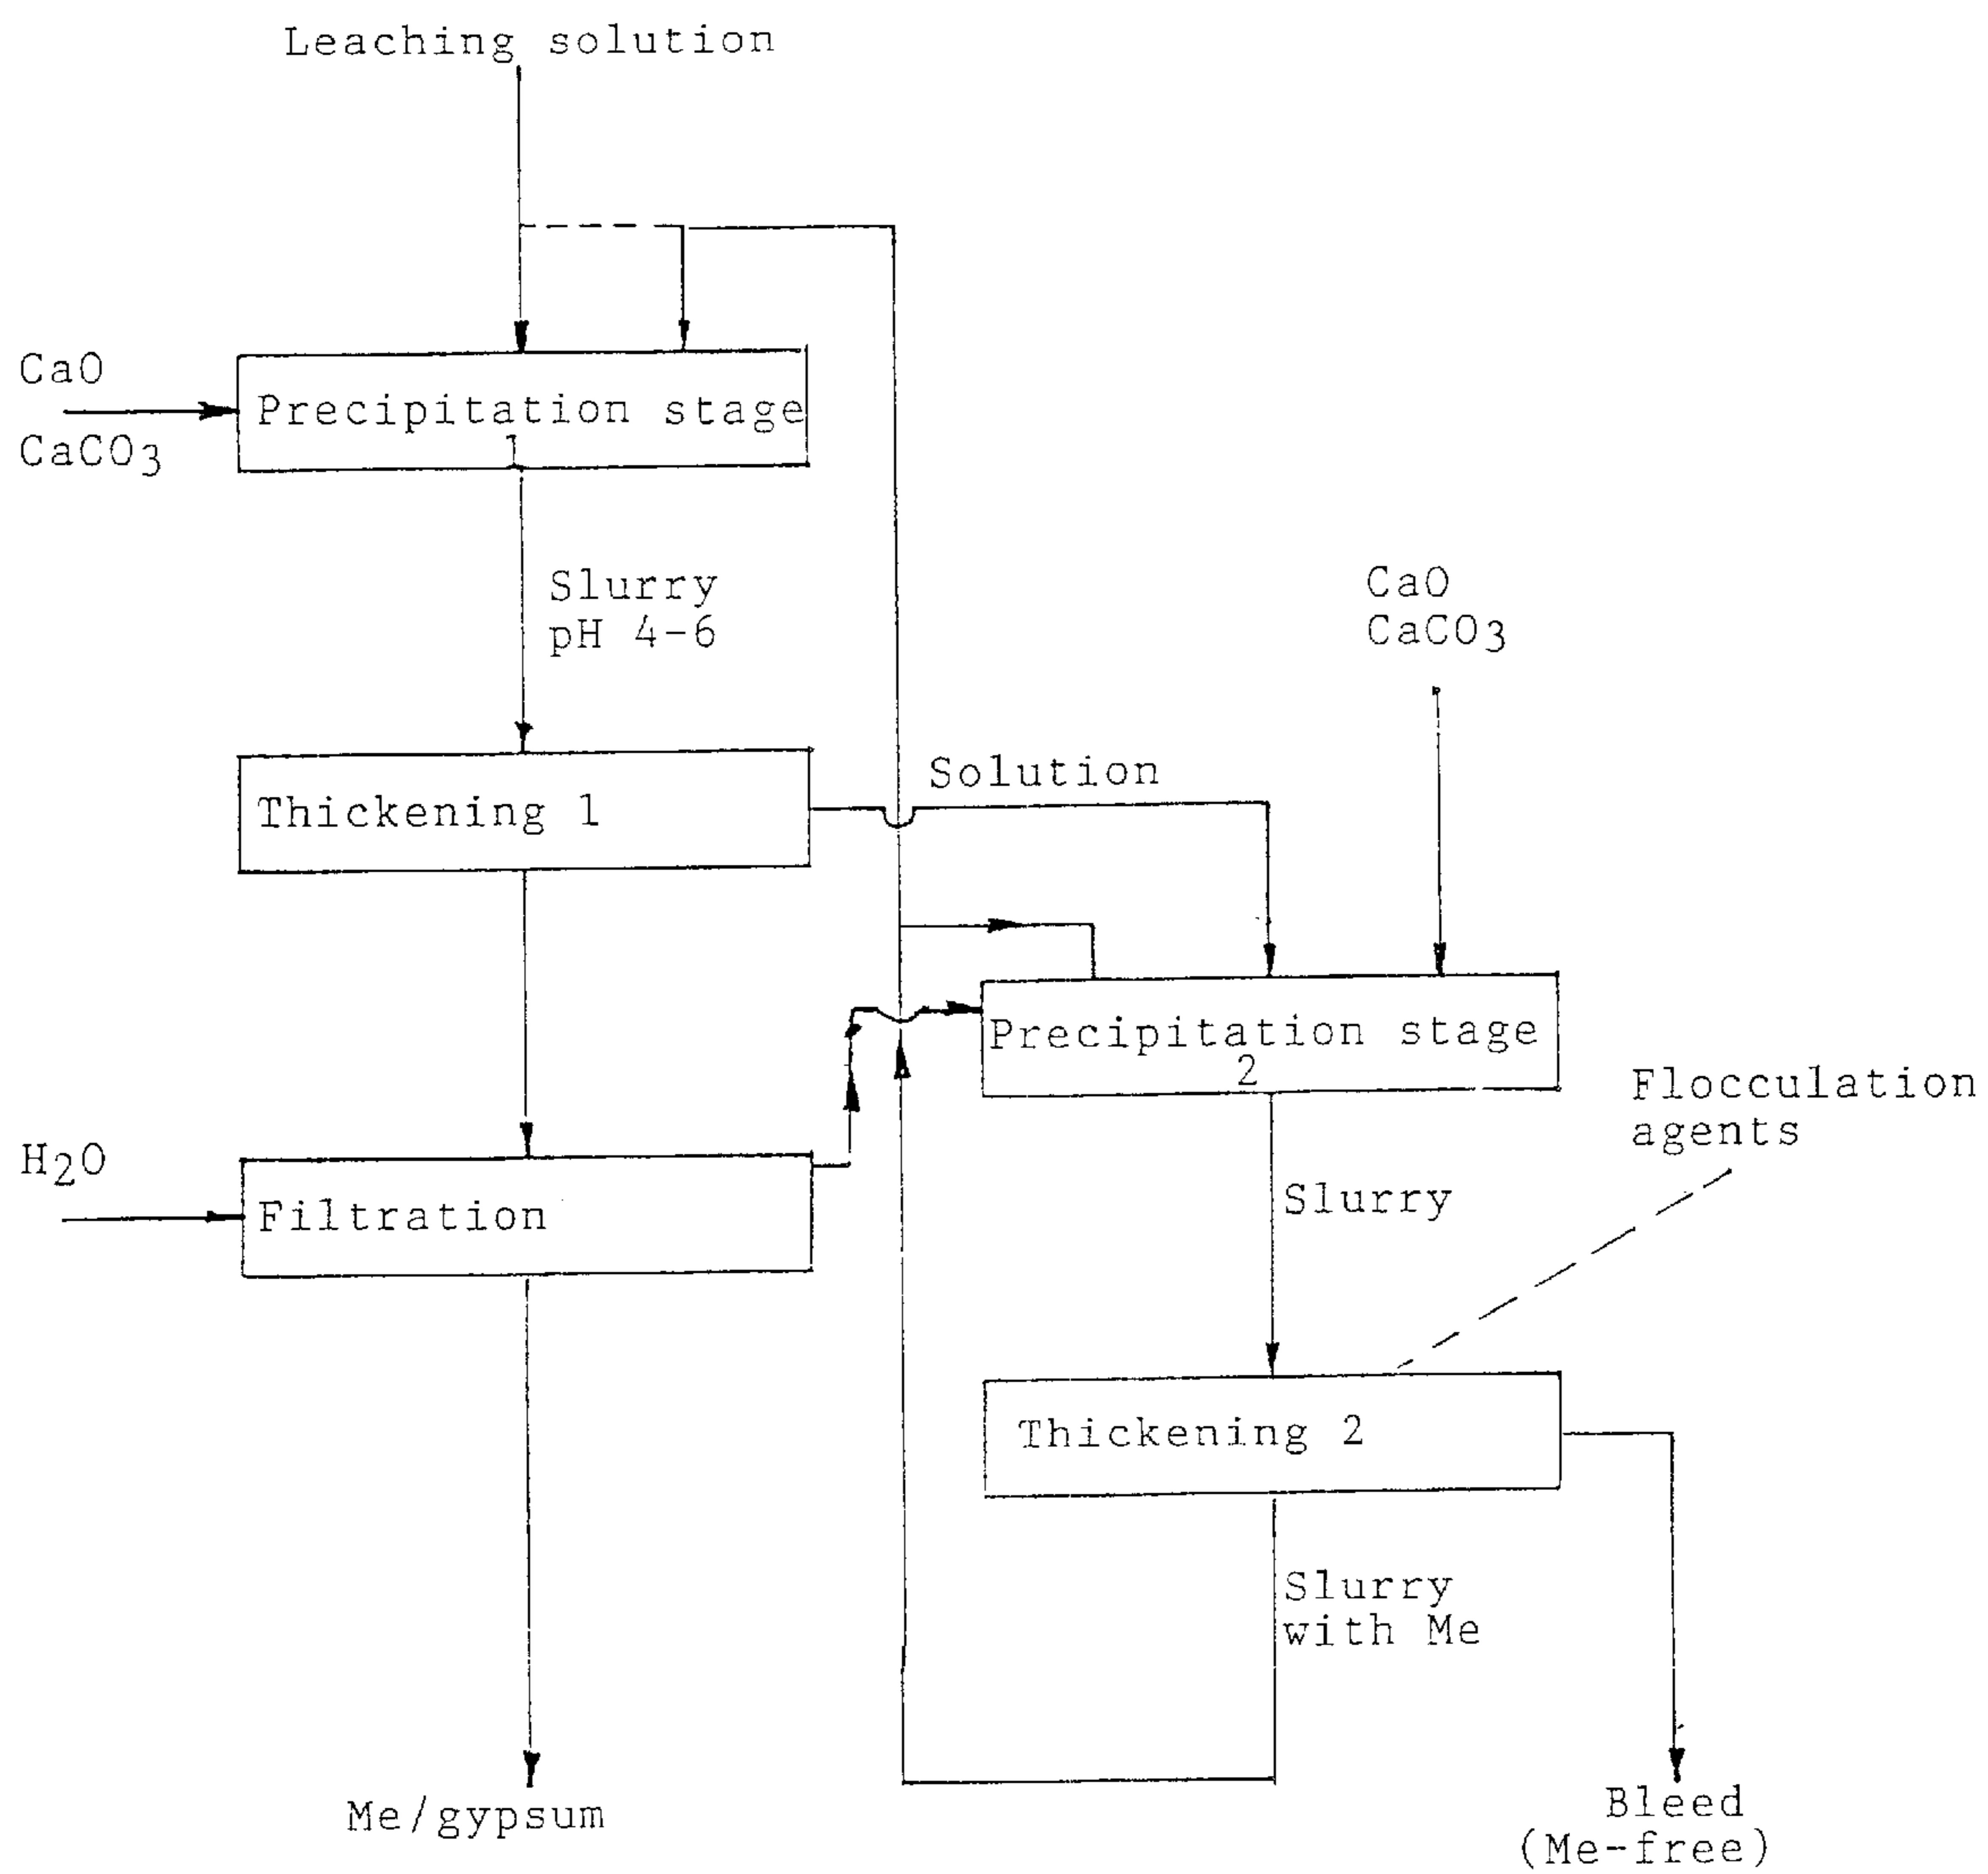 Leaching solution
CaO
CaCO3
Precipitation stage
1
Slurry
pH 4-6
CaO
CaCO3
Solution
Thickening 1
Precipitation stage
2
Flocculation
agents
H2O
Filtration
Slurry
Thickening 2
Slurry
with Me
Me/gypsum
Bleed
(Me-free)